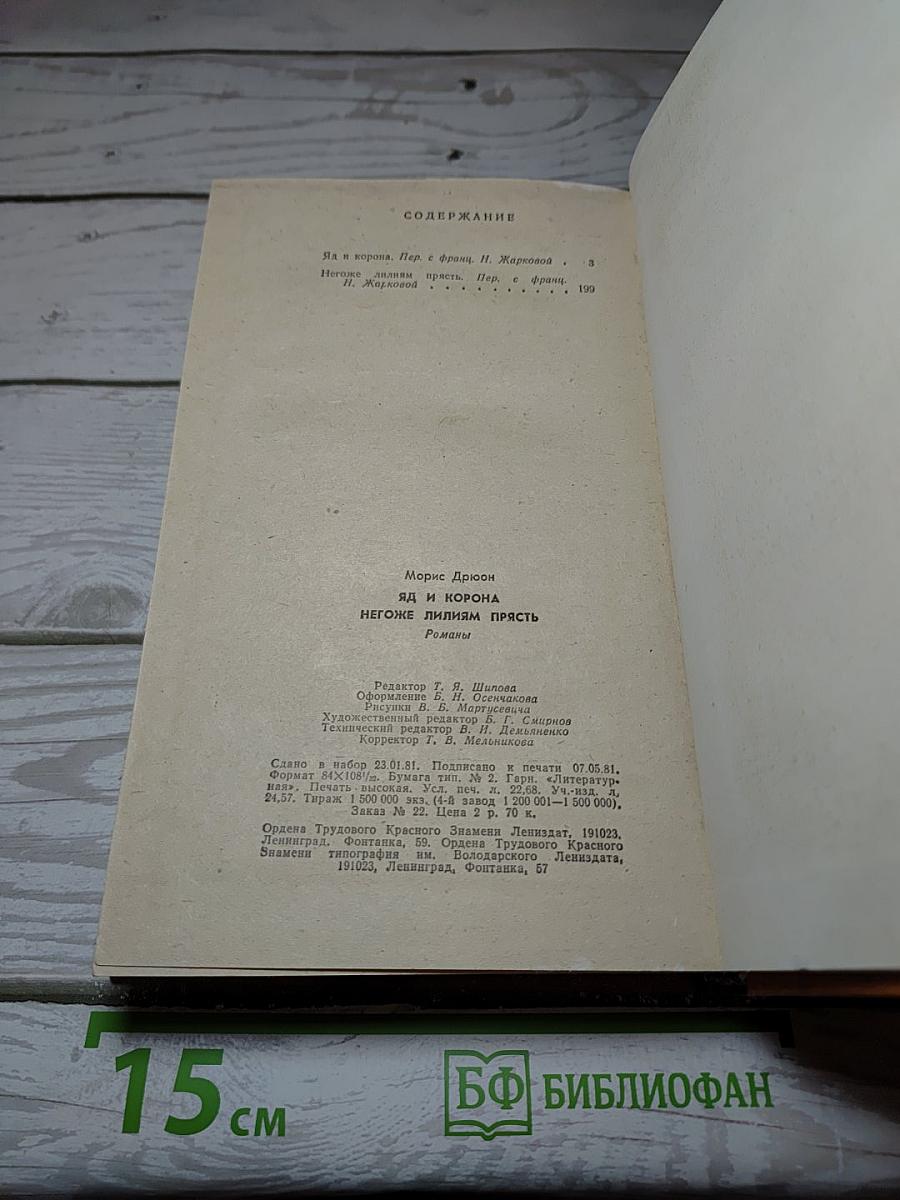 СОДЕРЖАНИЕ
Яд и корона. Пер. с франц. Н. Жарковой . 3
Негоже лилиям прясть. Пер. с франц.
Н. Жарковой . . . . . . . . . . 199
Морис Дрюон
ЯД И КОРОНА
НЕГОЖЕ ЛИЛИЯМ ПРЯСТЬ
Романы
Редактор Т. Я. Шипова
Оформление Б. Н. Осенчакова
Рисунки В. Б. Мартусевича
Художественный редактор Б. Г. Смирнов
Технический редактор В. И. Демьяненко
Корректор Т. В. Мельникова
Сдано в набор 23.01.81. Подписано к печати 07.05.81.
Формат 84×108¹/₃₂. Бумага тип. № 2. Гарн. «Литератур-
ная». Печать высокая. Усл. печ. л. 22,68. Уч.-изд. л.
24,57. Тираж 1 500 000 экз. (4-й завод 1 200 001—1 500 000).
Заказ № 22. Цена 2 р. 70 к.
Ордена Трудового Красного Знамени Лениздат, 191023,
Ленинград, Фонтанка, 59. Ордена Трудового Красного
Знамени типография им. Володарского Лениздата,
191023, Ленинград, Фонтанка, 57
15 см
БФ БИБЛИОФАН